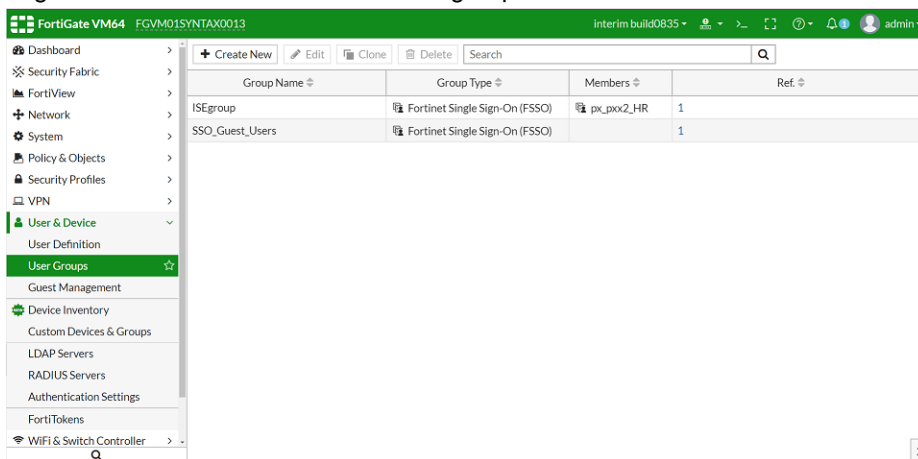 FortiGate VM64 FGVM01SYNTAX0013 interim build0835 admin
Dashboard
Security Fabric
FortiView
Network
System
Policy & Objects
Security Profiles
VPN
User & Device
User Definition
User Groups
Guest Management
Device Inventory
Custom Devices & Groups
LDAP Servers
RADIUS Servers
Authentication Settings
FortiTokens
WiFi & Switch Controller
+ Create New Edit Clone Delete Search
Group Name Group Type Members Ref.
ISEgroup Fortinet Single Sign-On (FSSO) px_pxx2_HR 1
SSO_Guest_Users Fortinet Single Sign-On (FSSO) 1